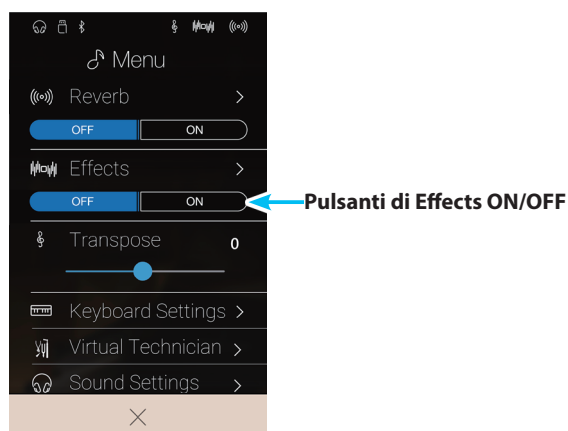 Menu
Reverb >
OFF ON
Effects >
OFF ON
Pulsanti di Effects ON/OFF
Transpose 0
Keyboard Settings >
Virtual Technician >
Sound Settings >